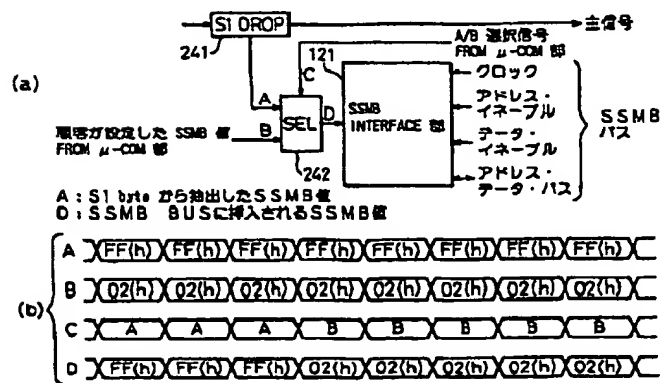 S1 DROP
主信号
241
A/B 選択信号
FROM μ-COM 部
(a)
121
C
クロック
A
SSMB
INTERFACE 部
アドレス・
イネーブル
SSMB
バス
D
SEL
顧客が設定した SSMB 値
FROM μ-COM 部
B
データ・
イネーブル
242
アドレス・
データ・バス
A : S1 byte から抽出したSSMB値
D : SSMB BUSに挿入されるSSMB値
(b)
A FF(h) FF(h) FF(h) FF(h) FF(h) FF(h) FF(h) FF(h)
B 02(h) 02(h) 02(h) 02(h) 02(h) 02(h) 02(h) 02(h)
C A A A B B B B B
D FF(h) FF(h) FF(h) 02(h) 02(h) 02(h) 02(h) 02(h)